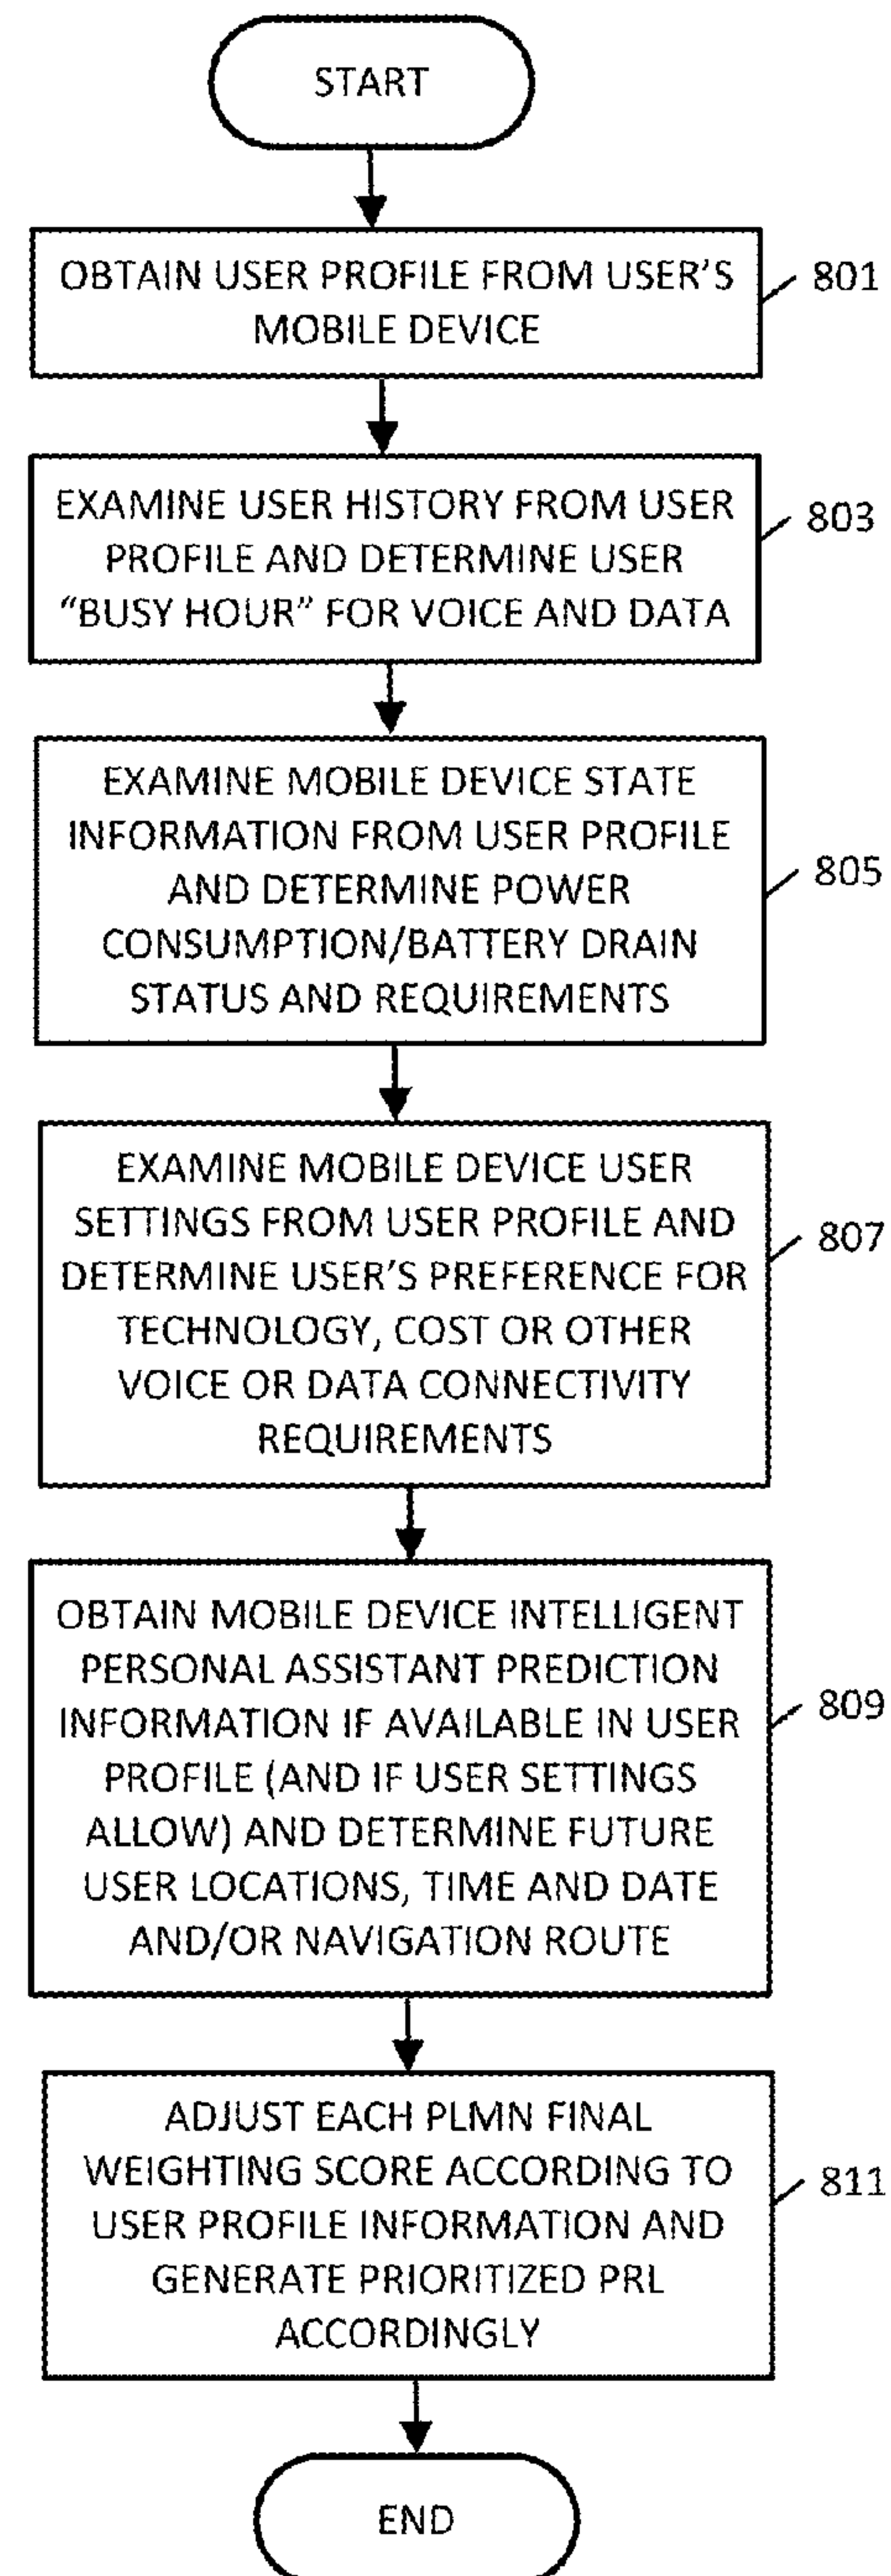 START
OBTAIN USER PROFILE FROM USER'S
MOBILE DEVICE
801
EXAMINE USER HISTORY FROM USER
PROFILE AND DETERMINE USER
“BUSY HOUR” FOR VOICE AND DATA
803
EXAMINE MOBILE DEVICE STATE
INFORMATION FROM USER PROFILE
AND DETERMINE POWER
CONSUMPTION/BATTERY DRAIN
STATUS AND REQUIREMENTS
805
EXAMINE MOBILE DEVICE USER
SETTINGS FROM USER PROFILE AND
DETERMINE USER'S PREFERENCE FOR
TECHNOLOGY, COST OR OTHER
VOICE OR DATA CONNECTIVITY
REQUIREMENTS
807
OBTAIN MOBILE DEVICE INTELLIGENT
PERSONAL ASSISTANT PREDICTION
INFORMATION IF AVAILABLE IN USER
PROFILE (AND IF USER SETTINGS
ALLOW) AND DETERMINE FUTURE
USER LOCATIONS, TIME AND DATE
AND/OR NAVIGATION ROUTE
809
ADJUST EACH PLMN FINAL
WEIGHTING SCORE ACCORDING TO
USER PROFILE INFORMATION AND
GENERATE PRIORITIZED PRL
ACCORDINGLY
811
END